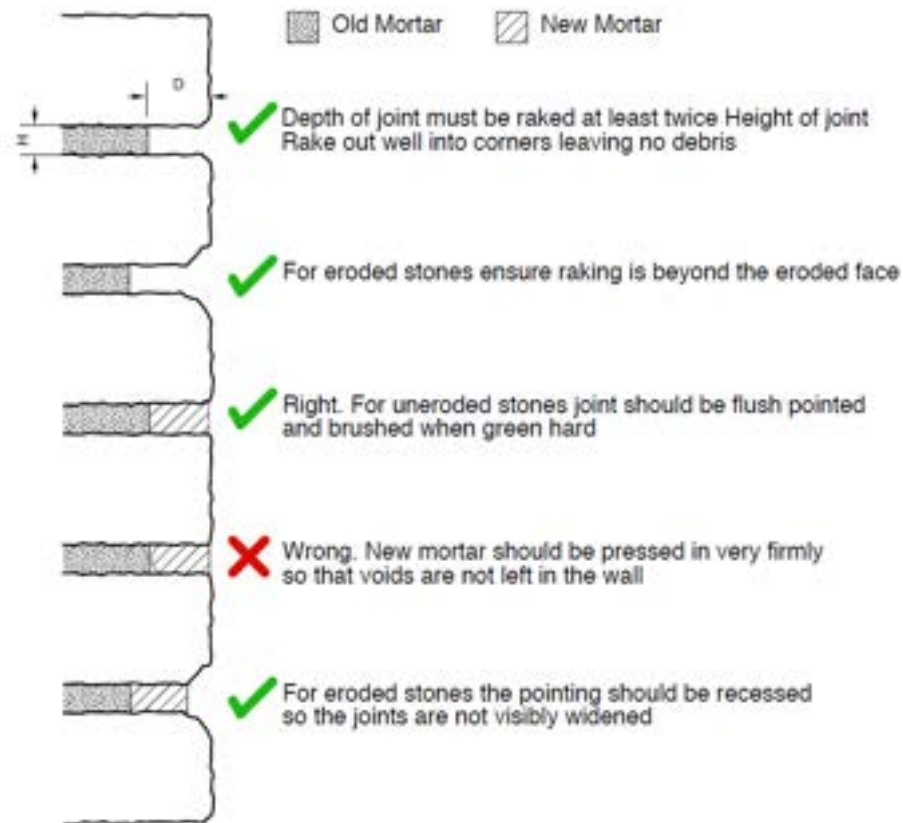 Old Mortar
New Mortar
D
H
Depth of joint must be raked at least twice Height of joint
Rake out well into corners leaving no debris
For eroded stones ensure raking is beyond the eroded face
Right. For uneroded stones joint should be flush pointed
and brushed when green hard
Wrong. New mortar should be pressed in very firmly
so that voids are not left in the wall
For eroded stones the pointing should be recessed
so the joints are not visibly widened